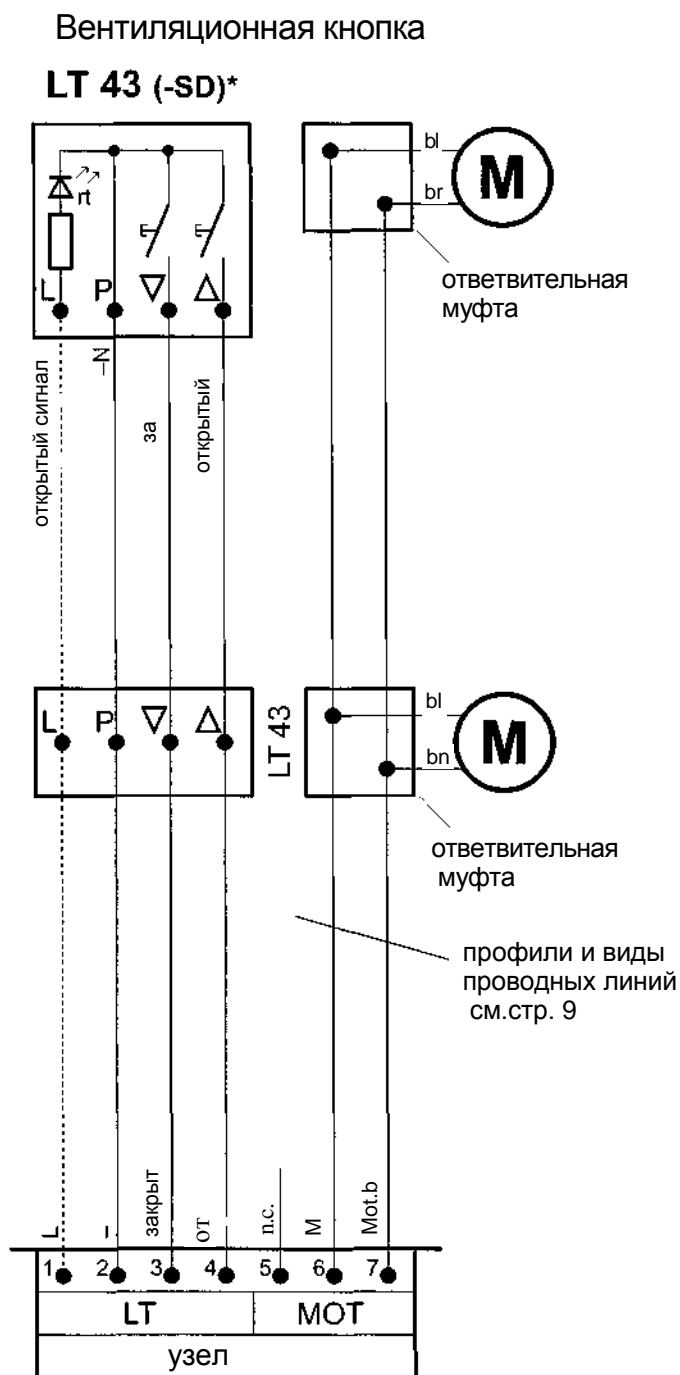 Вентиляционная кнопка
LT 43 (-SD)*
rt
L P ▽ △
bl
br
M
ответвительная
муфта
открытый сигнал
–N
за
открытый
L P ▽ △
LT 43
bl
bn
M
ответвительная
муфта
профили и виды
проводных линий
см.стр. 9
L
–
закрыт
от
n.c.
M
Mot.b
1 2 3 4 5 6 7
LT MOT
узел